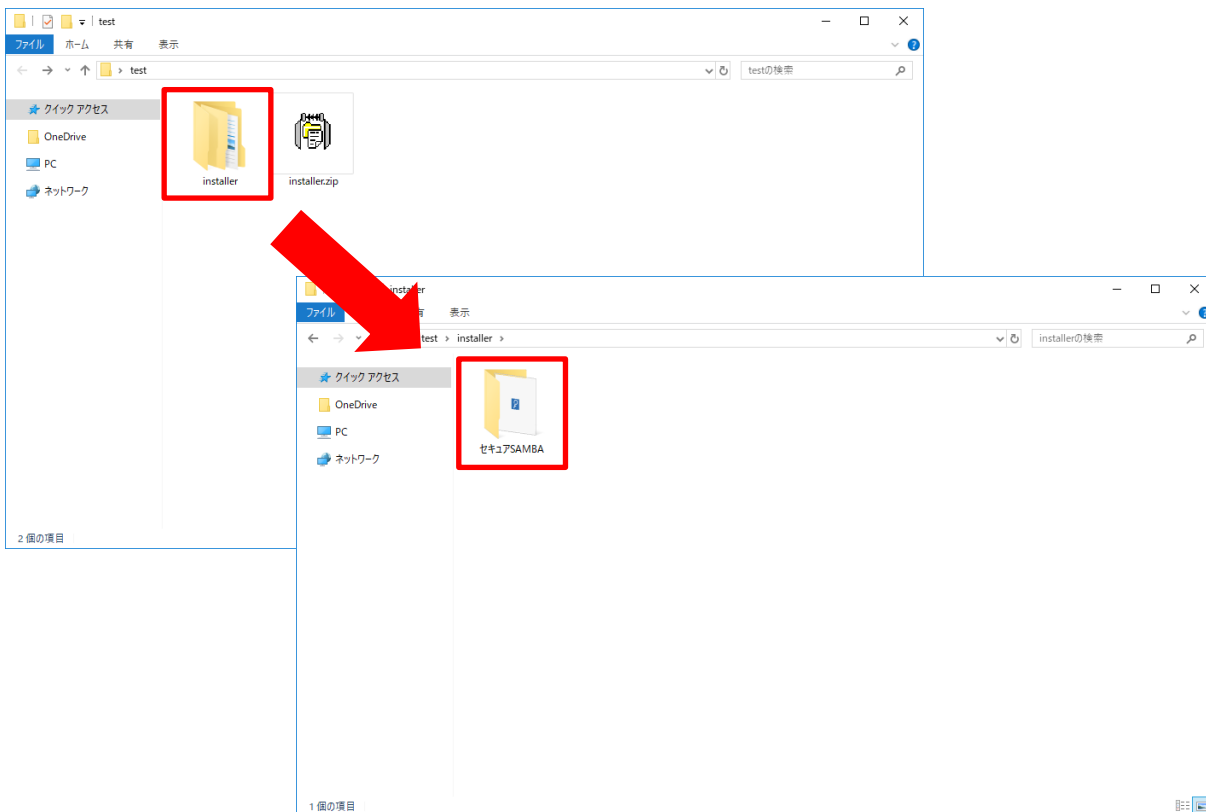 test
ファイル ホーム 共有 表示
test
testの検索
クイック アクセス
OneDrive
PC
ネットワーク
installer
installer.zip
2 個の項目
ファイル 表示
test installer
installerの検索
クイック アクセス
OneDrive
PC
ネットワーク
セキュアSAMBA
1 個の項目